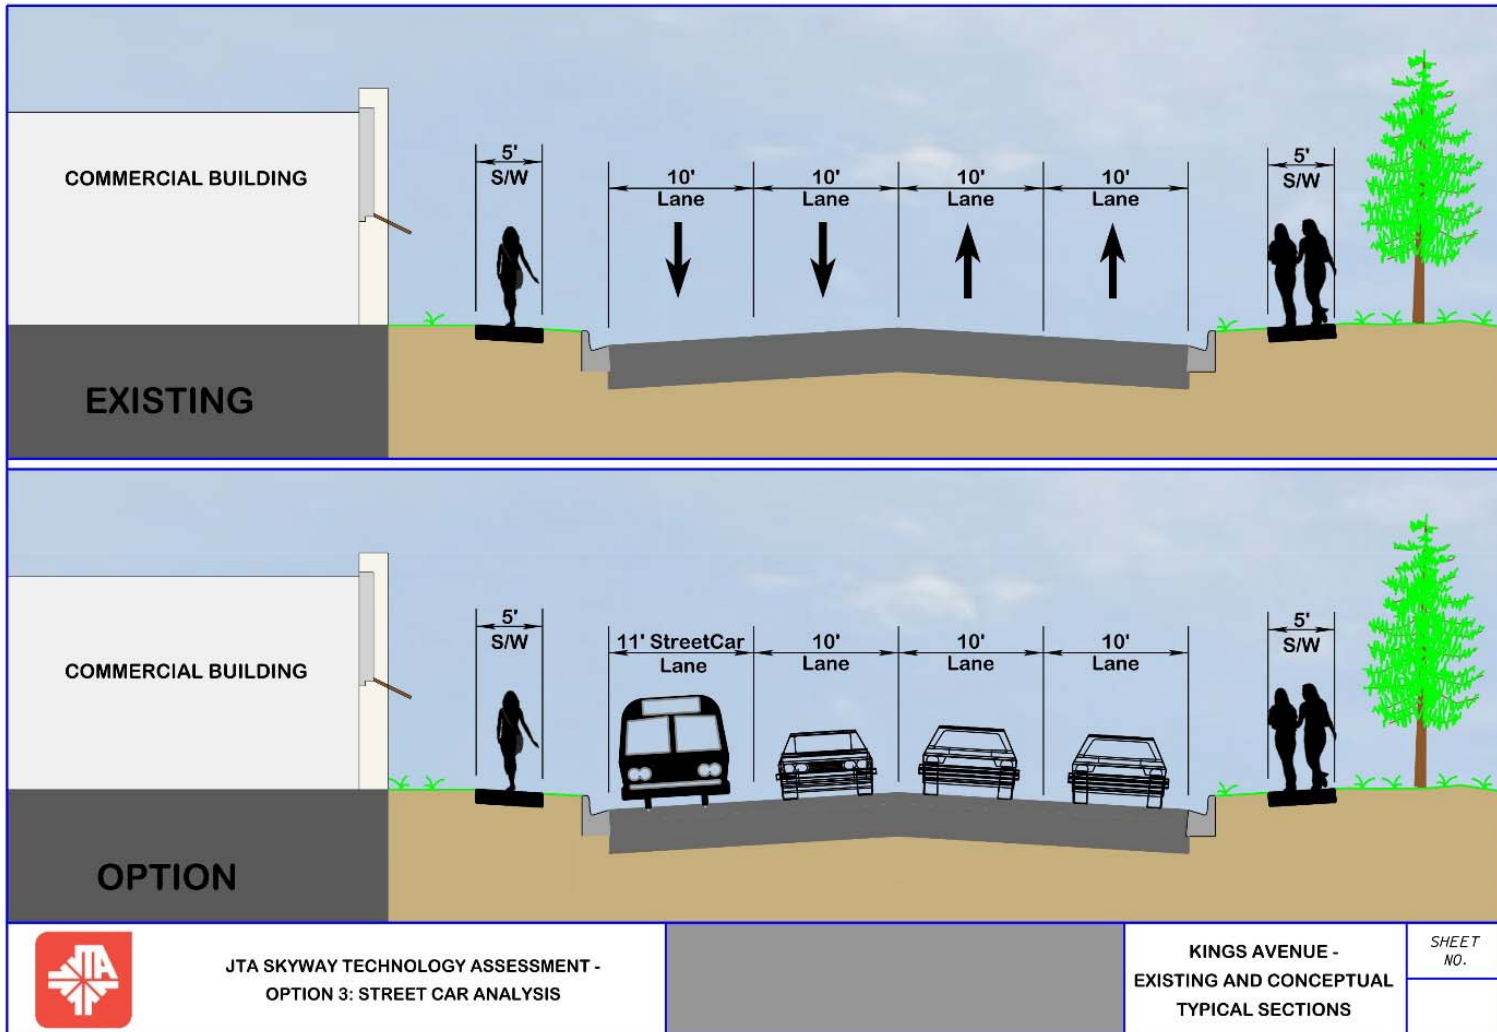 5'
S/W
10'
Lane
10'
Lane
10'
Lane
10'
Lane
5'
S/W
COMMERCIAL BUILDING
EXISTING
5'
S/W
11' StreetCar
Lane
10'
Lane
10'
Lane
10'
Lane
5'
S/W
COMMERCIAL BUILDING
OPTION
JTA
JTA SKYWAY TECHNOLOGY ASSESSMENT -
OPTION 3: STREET CAR ANALYSIS
KINGS AVENUE -
EXISTING AND CONCEPTUAL
TYPICAL SECTIONS
SHEET
NO.